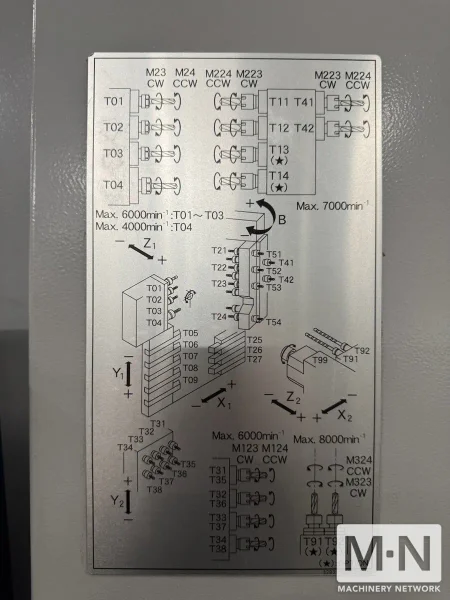 M23 M24 M224 M223 M223 M224
CW CCW CCW CW CW CCW
T01 T11 T41
T02 T12 T42
T03 T13
(★)
T04 T14
(★)
Max. 6000min⁻¹:T01～T03
Max. 4000min⁻¹:T04
Max. 7000min⁻¹
+ B −
− Z1 +
T21 T51
T41
T22 T52
T42
T23 T53
T24 T54
T01
T02
T03
T04
T05 T25
T06 T26
T07 T27
T08
T09
− Y1 +
− X1 +
T92
T91
T99
− Z2 +
− X2 +
T31
T32
T33
T34
T35
T36
T37
T38
− Y2 +
Max. 6000min⁻¹
M123 M124
CW CCW
T31
T35
T32
T36
T33
T37
T34
T38
Max. 8000min⁻¹
M324
CCW
M323
CW
T91
(★)
M·N
MACHINERY NETWORK